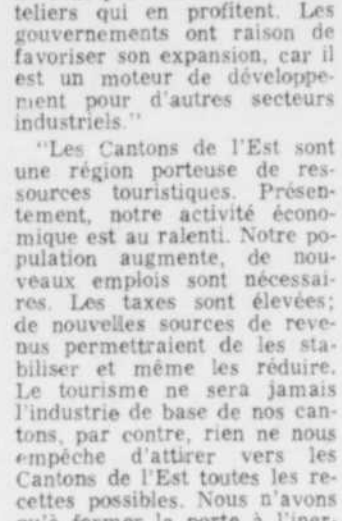 teliers qui en profitent. Les
gouvernements ont raison de
favoriser son expansion, car il
est un moteur de développe-
ment pour d'autres secteurs
industriels."
"Les Cantons de l'Est sont
une région porteuse de res-
sources touristiques. Présen-
tement, notre activité écono-
mique est au ralenti. Notre po-
pulation augmente, de nou-
veaux emplois sont nécessai-
res. Les taxes sont élevées;
de nouvelles sources de reve-
nus permettraient de les sta-
biliser et même les réduire.
Le tourisme ne sera jamais
l'industrie de base de nos can-
tons, par contre, rien ne nous
empêche d'attirer vers les
Cantons de l'Est toutes les re-
cettes possibles. Nous n'avons
qu'à fermer la porte à l'iner-